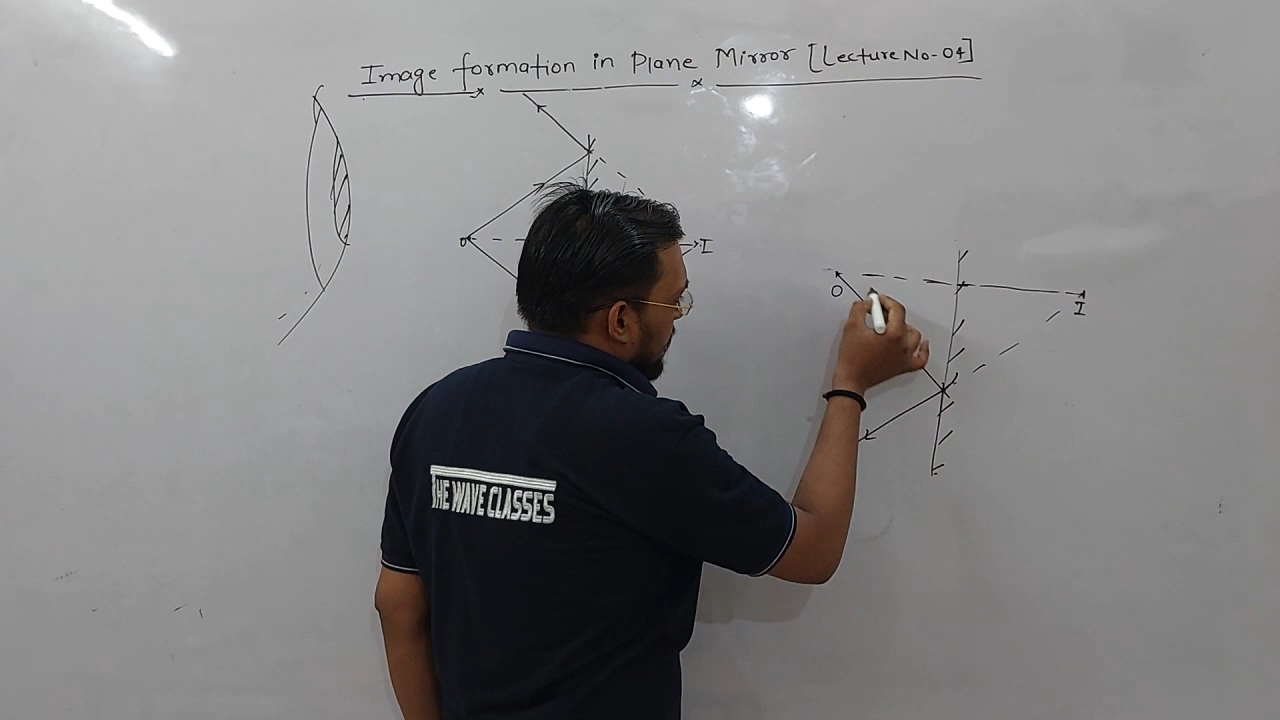 Image formation in Plane Mirror [Lecture No-04]
O
I
O
I
THE WAVE CLASSES